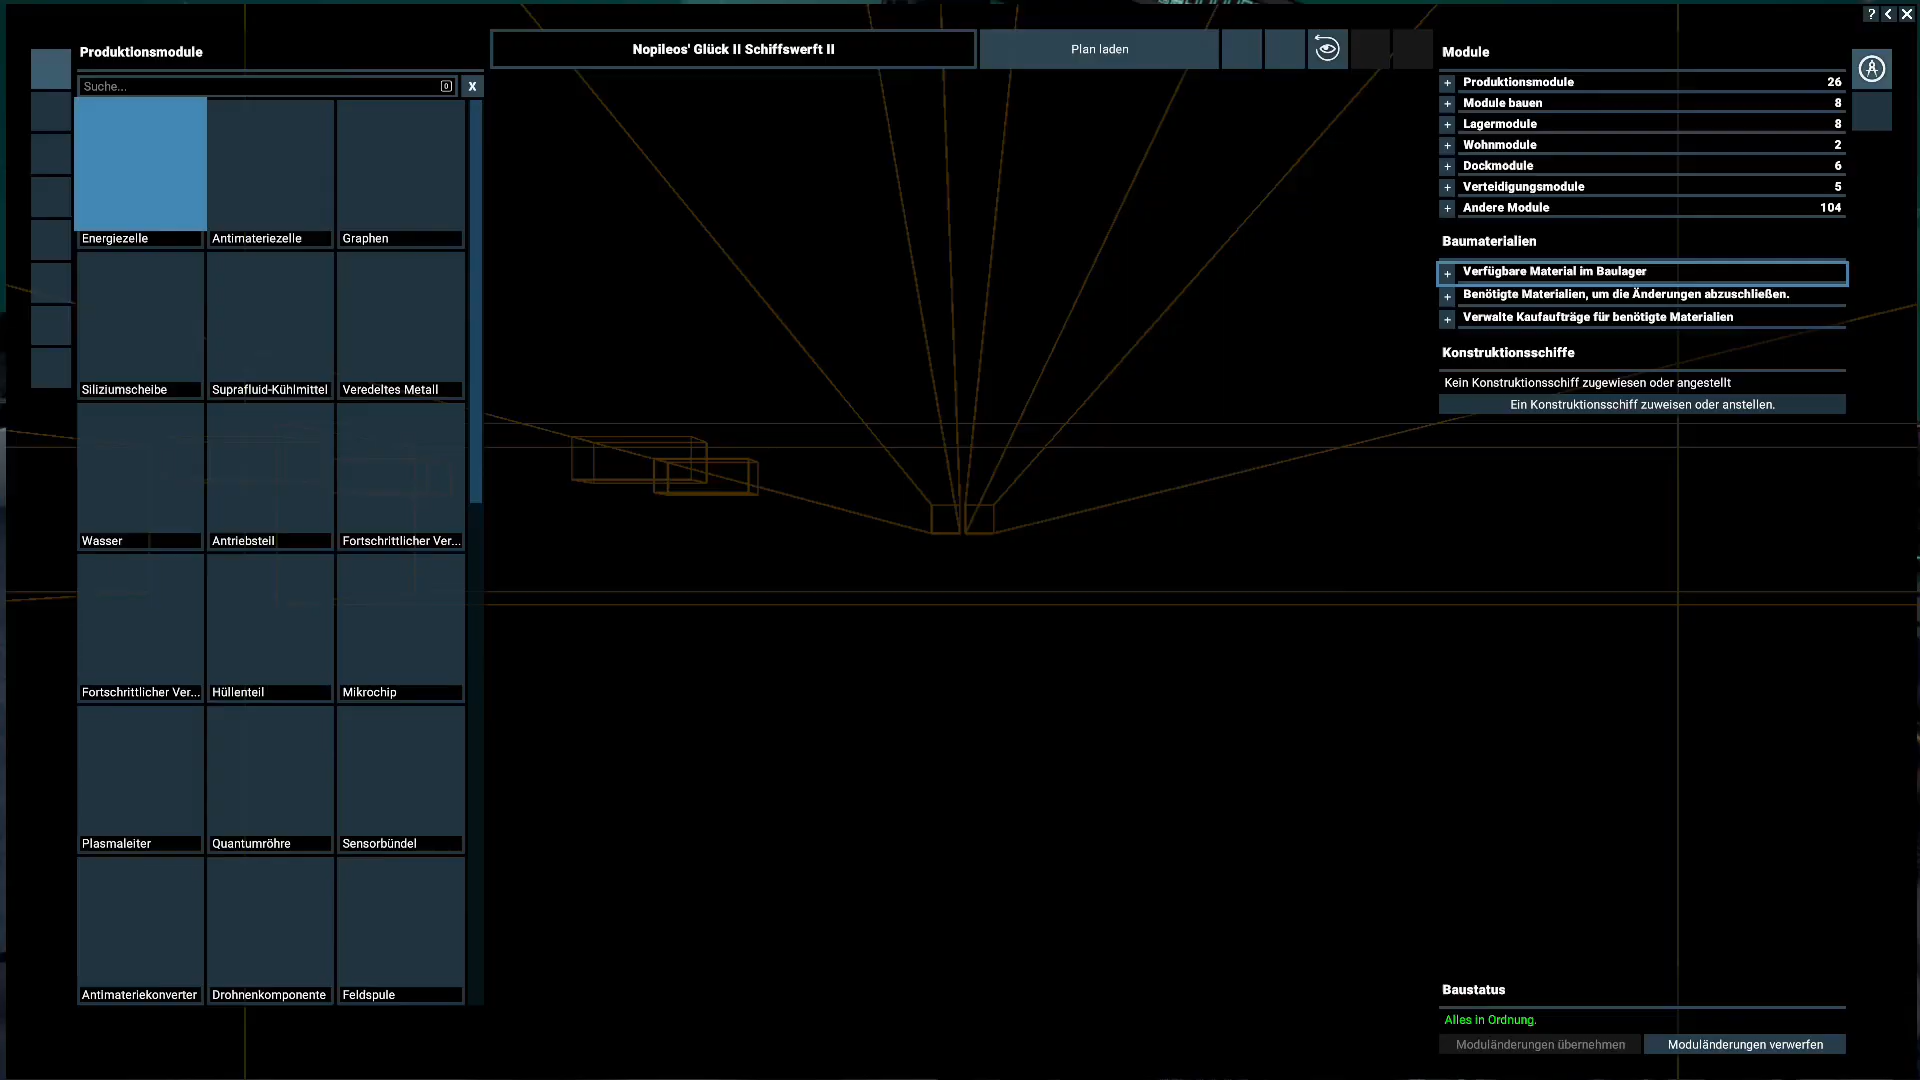 ? < X
Produktionsmodule
Suche...
0
X
Energiezelle
Antimateriezelle
Graphen
Siliziumscheibe
Suprafluid-Kühlmittel
Veredeltes Metall
Wasser
Antriebsteil
Fortschrittlicher Ver...
Fortschrittlicher Ver...
Hüllenteil
Mikrochip
Plasmaleiter
Quantumröhre
Sensorbündel
Antimateriekonverter
Drohnenkomponente
Feldspule
Nopileos' Glück II Schiffswerft II
Plan laden
Module
+ Produktionsmodule 26
+ Module bauen 8
+ Lagermodule 8
+ Wohnmodule 2
+ Dockmodule 6
+ Verteidigungsmodule 5
+ Andere Module 104
Baumaterialien
+ Verfügbare Material im Baulager
+ Benötigte Materialien, um die Änderungen abzuschließen.
+ Verwalte Kaufaufträge für benötigte Materialien
Konstruktionsschiffe
Kein Konstruktionsschiff zugewiesen oder angestellt
Ein Konstruktionsschiff zuweisen oder anstellen.
Baustatus
Alles in Ordnung.
Moduländerungen übernehmen
Moduländerungen verwerfen